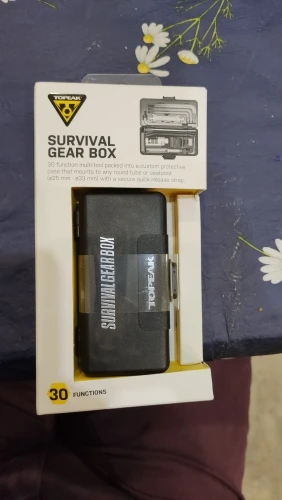 TOPEAK
SURVIVAL
GEAR BOX
30 function multi-tool packed into a custom protective
case that mounts to any round tube or seatpost
with a secure quick release strap.
SURVIVAL GEAR BOX
TOPEAK
30 FUNCTIONS